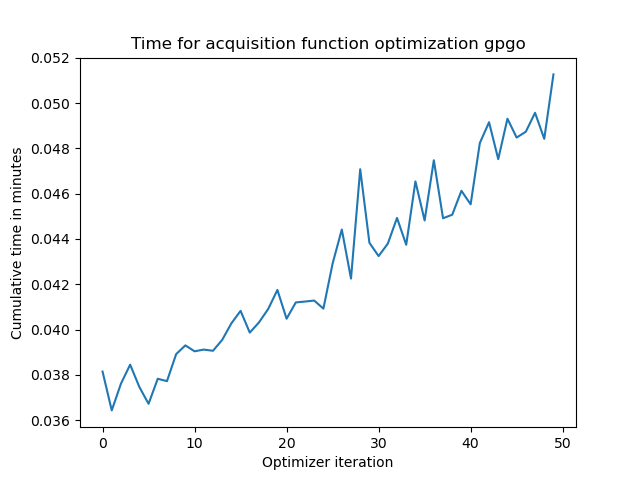 Time for acquisition function optimization gpgo
0.052
0.050
0.048
0.046
0.044
0.042
0.040
0.038
0.036
Cumulative time in minutes
0 10 20 30 40 50
Optimizer iteration